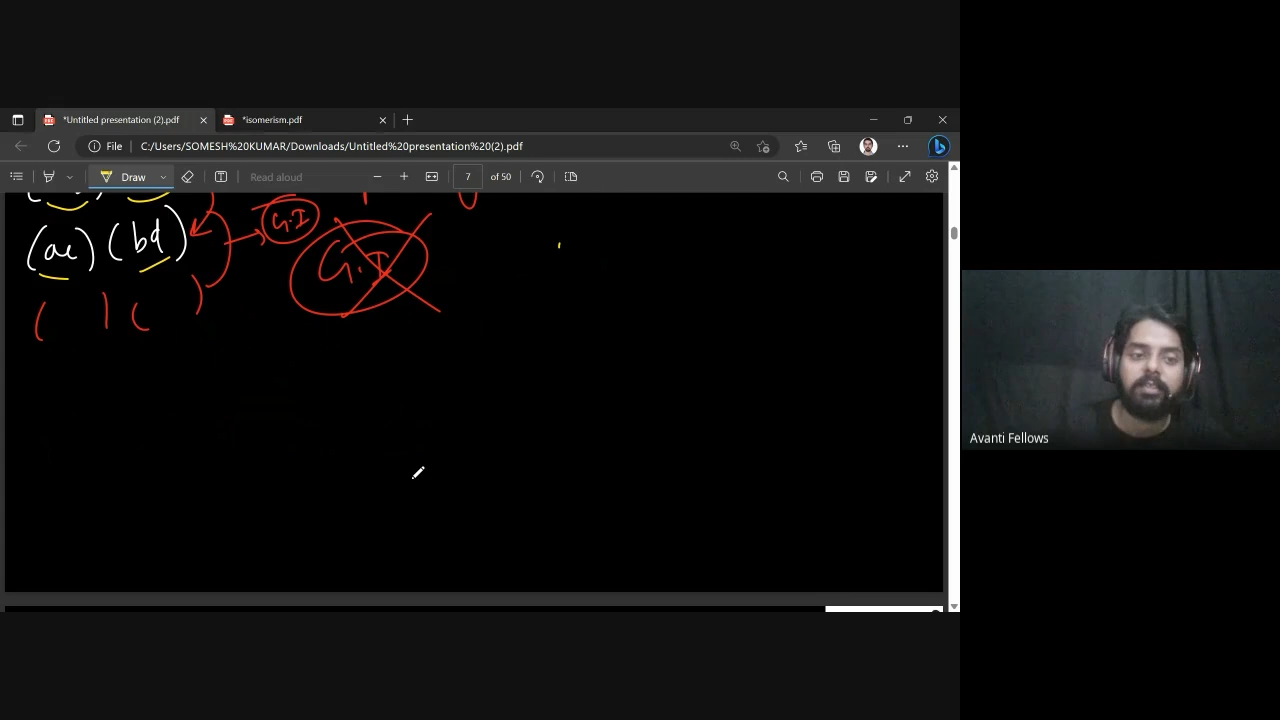 *Untitled presentation (2).pdf
*isomerism.pdf
File
C:/Users/SOMESH%20KUMAR/Downloads/Untitled%20presentation%20(2).pdf
Draw
Read aloud
7
of 50
G.I
(ac) (bd)
G.I
( ) ( )
Avanti Fellows